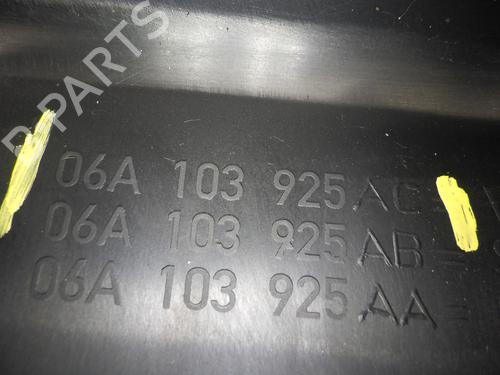 B-PARTS
06A 103 925 AC
06A 103 925 AB =
06A 103 925 AA =